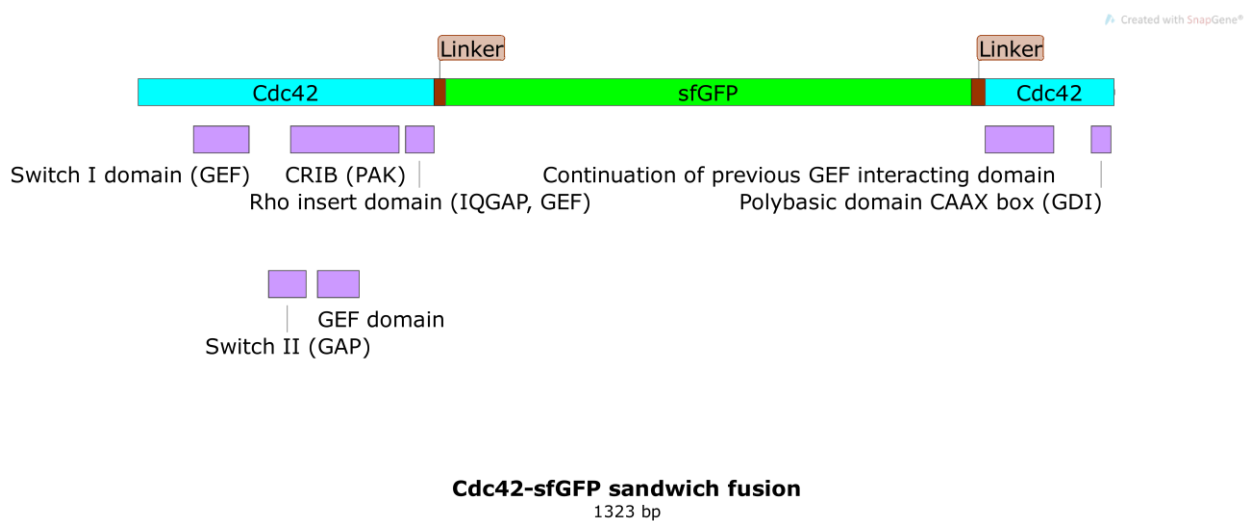 Created with SnapGene®
Linker
Linker
Cdc42
sfGFP
Cdc42
Switch I domain (GEF)
CRIB (PAK)
Continuation of previous GEF interacting domain
Rho insert domain (IQGAP, GEF)
Polybasic domain CAAX box (GDI)
GEF domain
Switch II (GAP)
Cdc42-sfGFP sandwich fusion
1323 bp